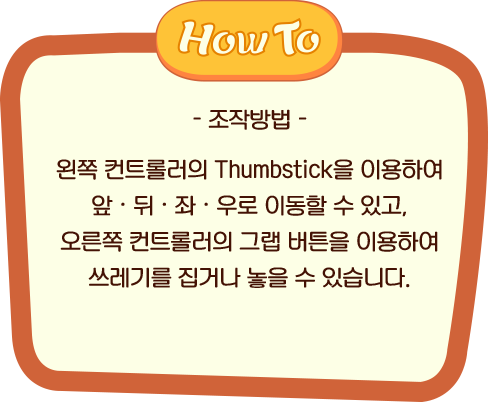 How To
- 조작방법 -
왼쪽 컨트롤러의 Thumbstick을 이용하여
앞 · 뒤 · 좌 · 우로 이동할 수 있고,
오른쪽 컨트롤러의 그랩 버튼을 이용하여
쓰레기를 집거나 놓을 수 있습니다.